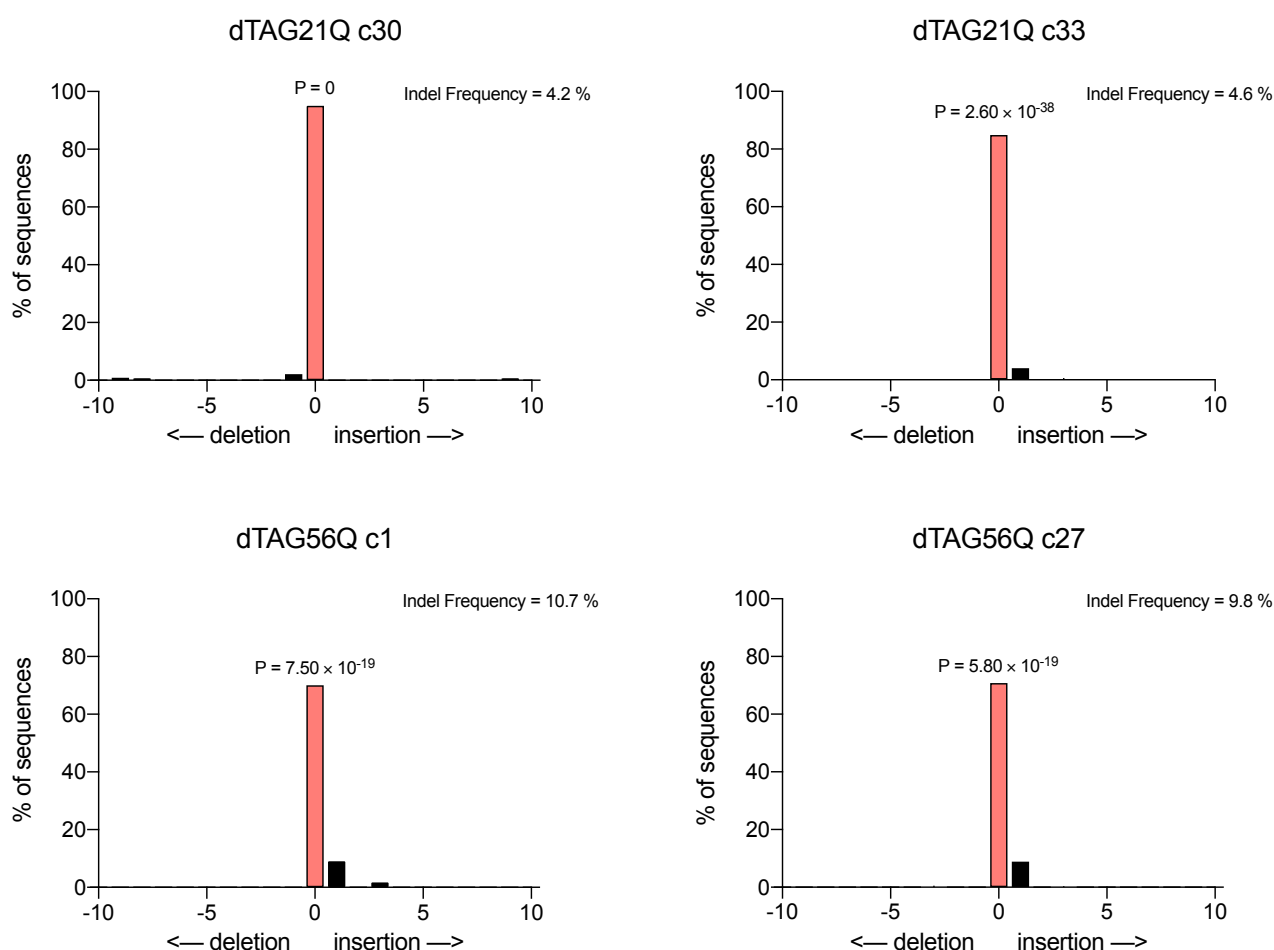 dTAG21Q c30
P = 0
Indel Frequency = 4.2 %
% of sequences
100
80
60
40
20
0
-10 -5 0 5 10
<— deletion insertion —>
dTAG21Q c33
P = 2.60 × 10⁻³⁸
Indel Frequency = 4.6 %
% of sequences
100
80
60
40
20
0
-10 -5 0 5 10
<— deletion insertion —>
dTAG56Q c1
P = 7.50 × 10⁻¹⁹
Indel Frequency = 10.7 %
% of sequences
100
80
60
40
20
0
-10 -5 0 5 10
<— deletion insertion —>
dTAG56Q c27
P = 5.80 × 10⁻¹⁹
Indel Frequency = 9.8 %
% of sequences
100
80
60
40
20
0
-10 -5 0 5 10
<— deletion insertion —>